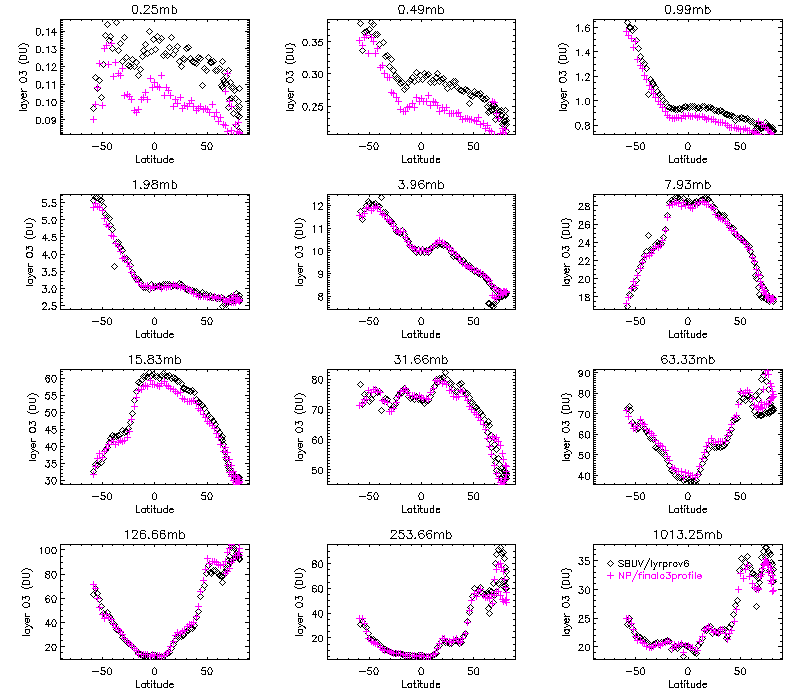 0.25mb 0.49mb 0.99mb
layer O3 (DU) 0.14 0.13 0.12 0.11 0.10 0.09
layer O3 (DU) 0.35 0.30 0.25
layer O3 (DU) 1.6 1.4 1.2 1.0 0.8
-50 0 50 -50 0 50 -50 0 50
Latitude Latitude Latitude
1.98mb 3.96mb 7.93mb
layer O3 (DU) 5.5 5.0 4.5 4.0 3.5 3.0 2.5
layer O3 (DU) 12 11 10 9 8
layer O3 (DU) 28 26 24 22 20 18
-50 0 50 -50 0 50 -50 0 50
Latitude Latitude Latitude
15.83mb 31.66mb 63.33mb
layer O3 (DU) 60 55 50 45 40 35 30
layer O3 (DU) 80 70 60 50
layer O3 (DU) 90 80 70 60 50 40
-50 0 50 -50 0 50 -50 0 50
Latitude Latitude Latitude
126.66mb 253.66mb 1013.25mb
layer O3 (DU) 100 80 60 40 20
layer O3 (DU) 80 60 40 20
layer O3 (DU) 35 30 25 20
SBUV/lyrprov6
NP/finalo3profile
-50 0 50 -50 0 50 -50 0 50
Latitude Latitude Latitude